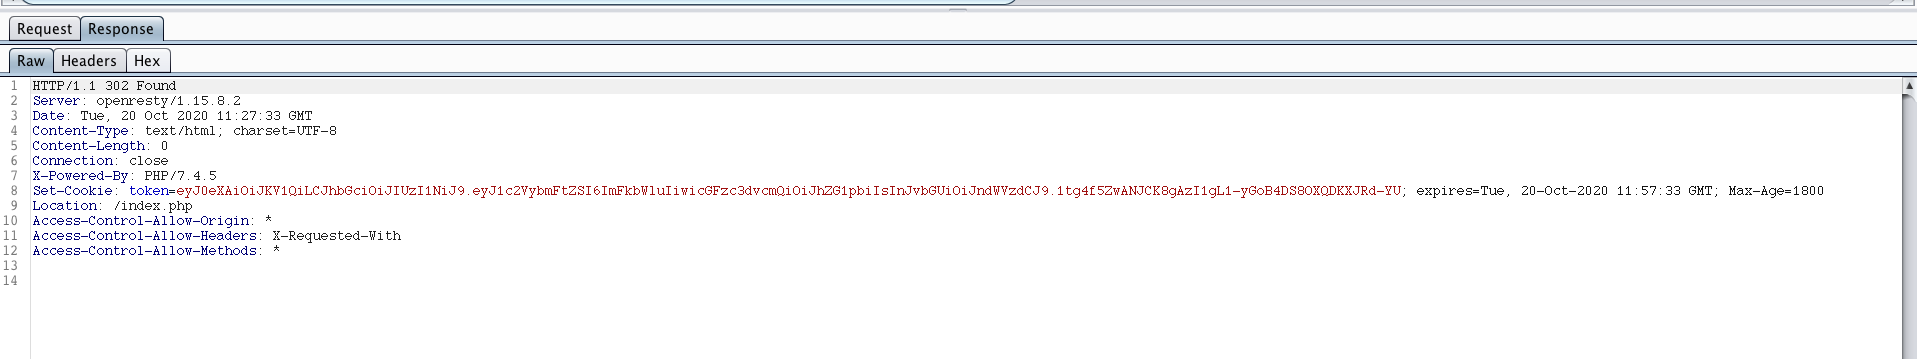 Request Response
Raw Headers Hex
1 HTTP/1.1 302 Found
2 Server: openresty/1.15.8.2
3 Date: Tue, 20 Oct 2020 11:27:33 GMT
4 Content-Type: text/html; charset=UTF-8
5 Content-Length: 0
6 Connection: close
7 X-Powered-By: PHP/7.4.5
8 Set-Cookie: token=eyJ0eXAiOiJKV1QiLCJhbGciOiJIUzI1NiJ9.eyJ1c2VybmFtZSI6ImFkbWluIiwicGFzc3dvcmQiOiJhZG1pbiIsInJvbGUiOiJndWVzdCJ9.1tg4f5ZwANJCK8gAzI1gL1-yGoB4DS8OXQDKXJRd-YU; expires=Tue, 20-Oct-2020 11:57:33 GMT; Max-Age=1800
9 Location: /index.php
10 Access-Control-Allow-Origin: *
11 Access-Control-Allow-Headers: X-Requested-With
12 Access-Control-Allow-Methods: *
13
14